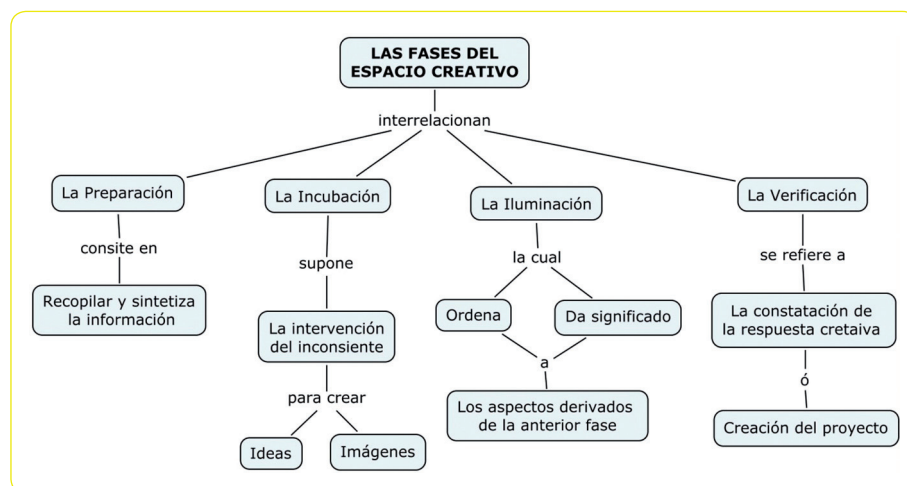 LAS FASES DEL
ESPACIO CREATIVO
interrelacionan
La Preparación
consite en
Recopilar y sintetiza
la información
La Incubación
supone
La intervención
del inconsiente
para crear
Ideas
Imágenes
La Iluminación
la cual
Ordena
Da significado
a
Los aspectos derivados
de la anterior fase
La Verificación
se refiere a
La constatación de
la respuesta cretaiva
ó
Creación del proyecto